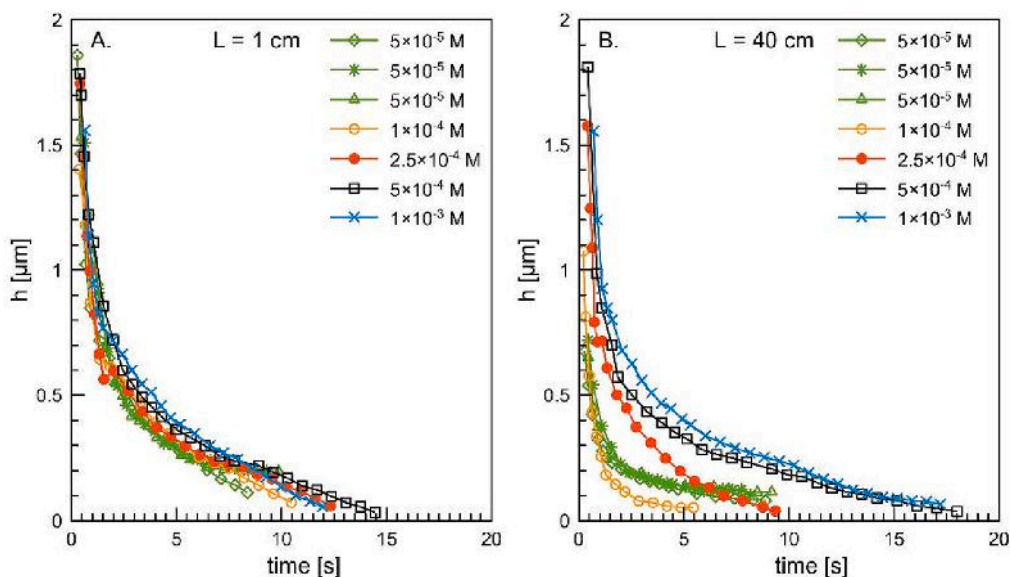 A.
L = 1 cm
5×10⁻⁵ M
5×10⁻⁵ M
5×10⁻⁵ M
1×10⁻⁴ M
2.5×10⁻⁴ M
5×10⁻⁴ M
1×10⁻³ M
h [μm]
2
1.5
1
0.5
0
0
5
10
15
20
time [s]
B.
L = 40 cm
5×10⁻⁵ M
5×10⁻⁵ M
5×10⁻⁵ M
1×10⁻⁴ M
2.5×10⁻⁴ M
5×10⁻⁴ M
1×10⁻³ M
h [μm]
2
1.5
1
0.5
0
0
5
10
15
20
time [s]